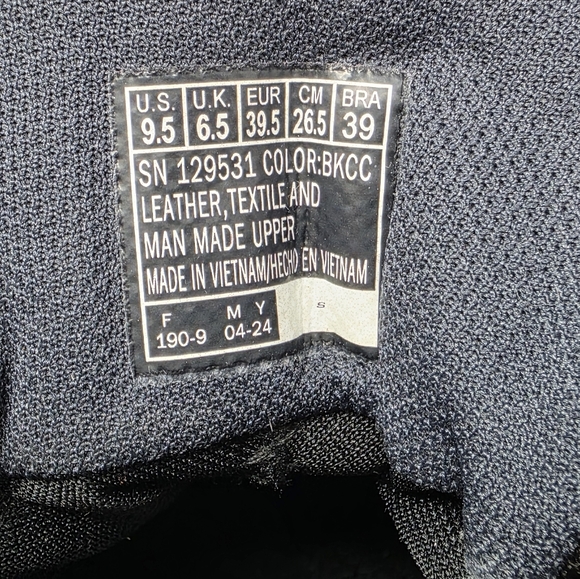 U.S. U.K. EUR CM BRA
9.5 6.5 39.5 26.5 39
SN 129531 COLOR:BKCC
LEATHER,TEXTILE AND
MAN MADE UPPER
MADE IN VIETNAM/HECHO EN VIETNAM
F M Y S
190-9 04-24